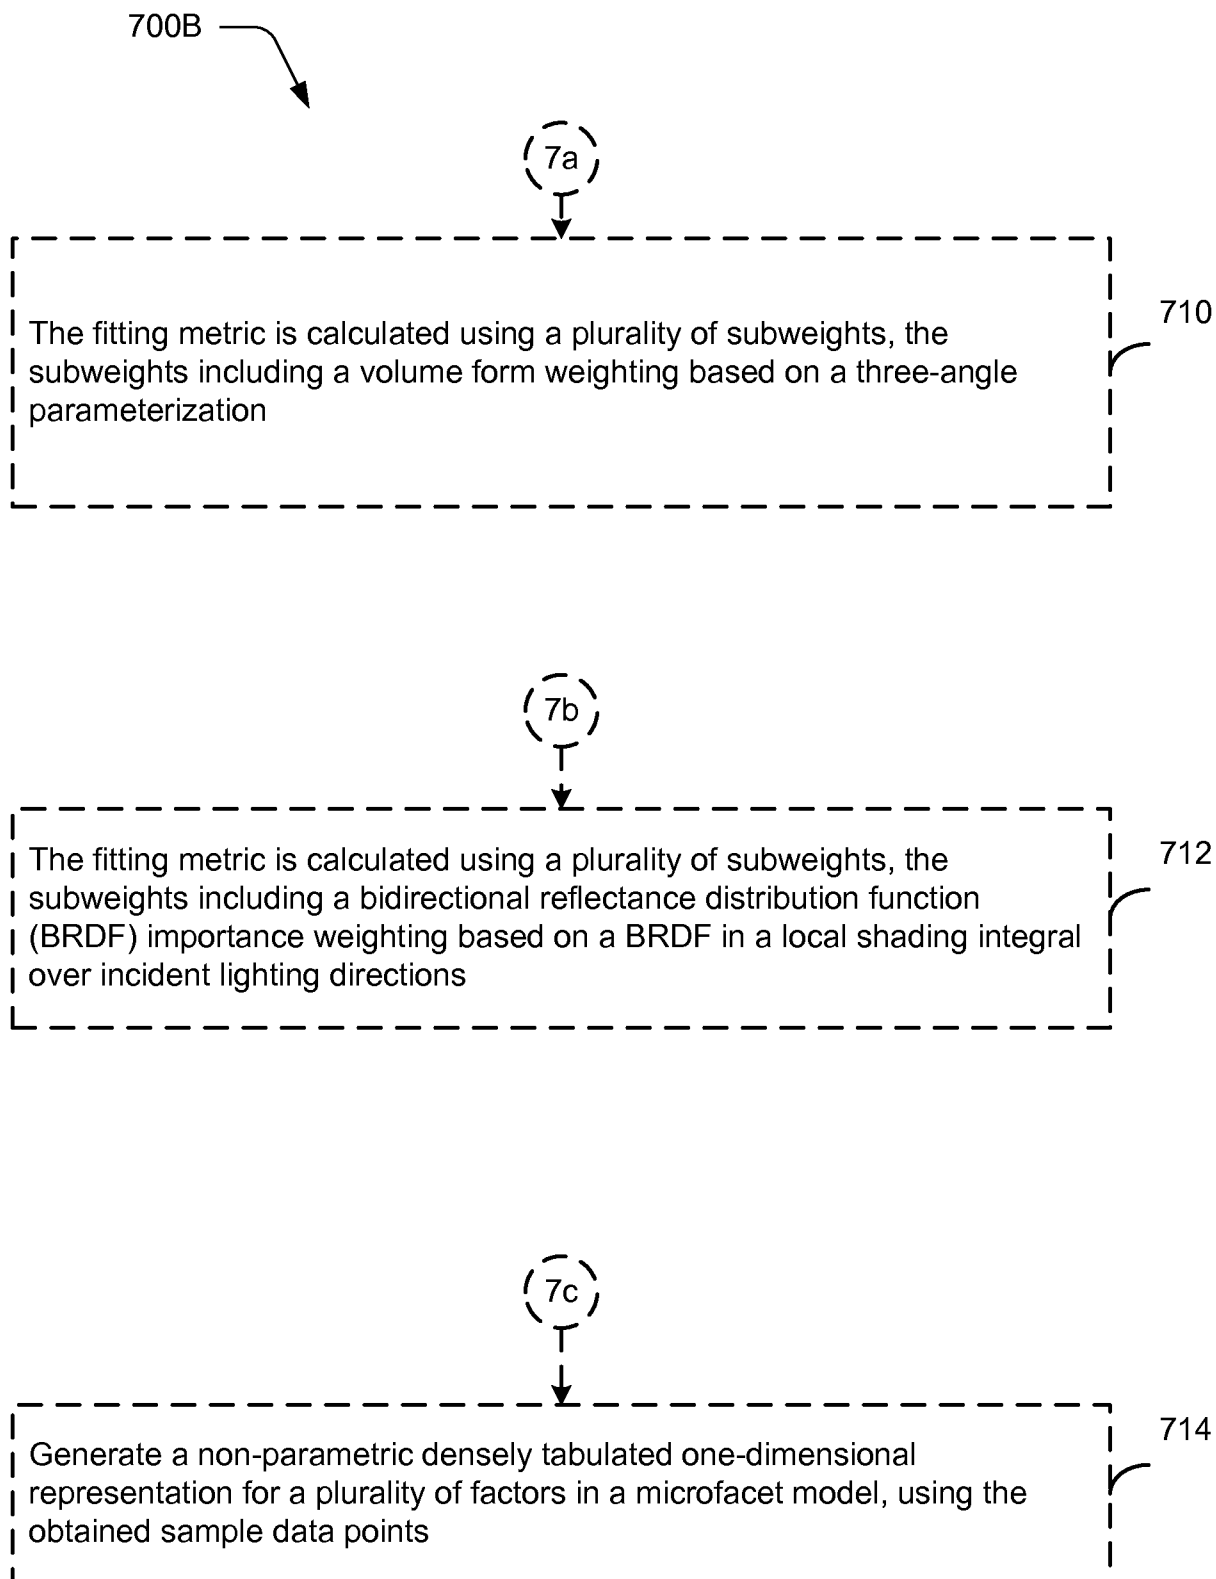 700B
7a
The fitting metric is calculated using a plurality of subweights, the
subweights including a volume form weighting based on a three-angle
parameterization
710
7b
The fitting metric is calculated using a plurality of subweights, the
subweights including a bidirectional reflectance distribution function
(BRDF) importance weighting based on a BRDF in a local shading integral
over incident lighting directions
712
7c
Generate a non-parametric densely tabulated one-dimensional
representation for a plurality of factors in a microfacet model, using the
obtained sample data points
714